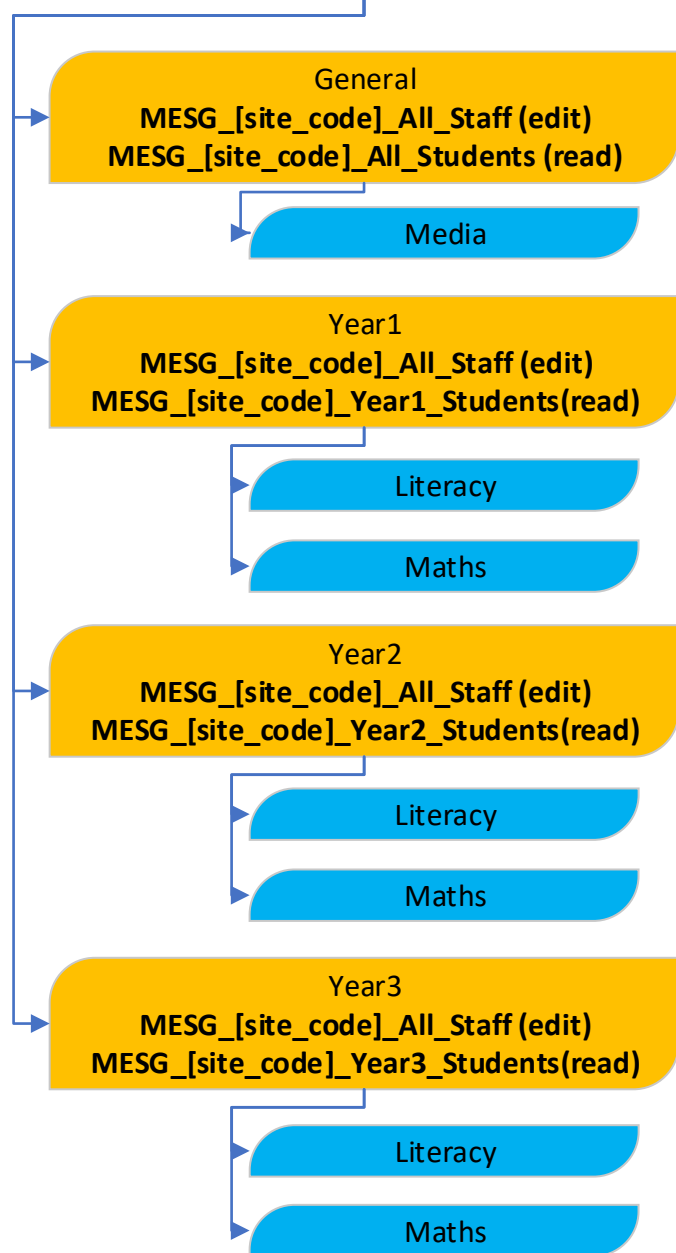 General
MESG_[site_code]_All_Staff (edit)
MESG_[site_code]_All_Students (read)
Media
Year1
MESG_[site_code]_All_Staff (edit)
MESG_[site_code]_Year1_Students(read)
Literacy
Maths
Year2
MESG_[site_code]_All_Staff (edit)
MESG_[site_code]_Year2_Students(read)
Literacy
Maths
Year3
MESG_[site_code]_All_Staff (edit)
MESG_[site_code]_Year3_Students(read)
Literacy
Maths